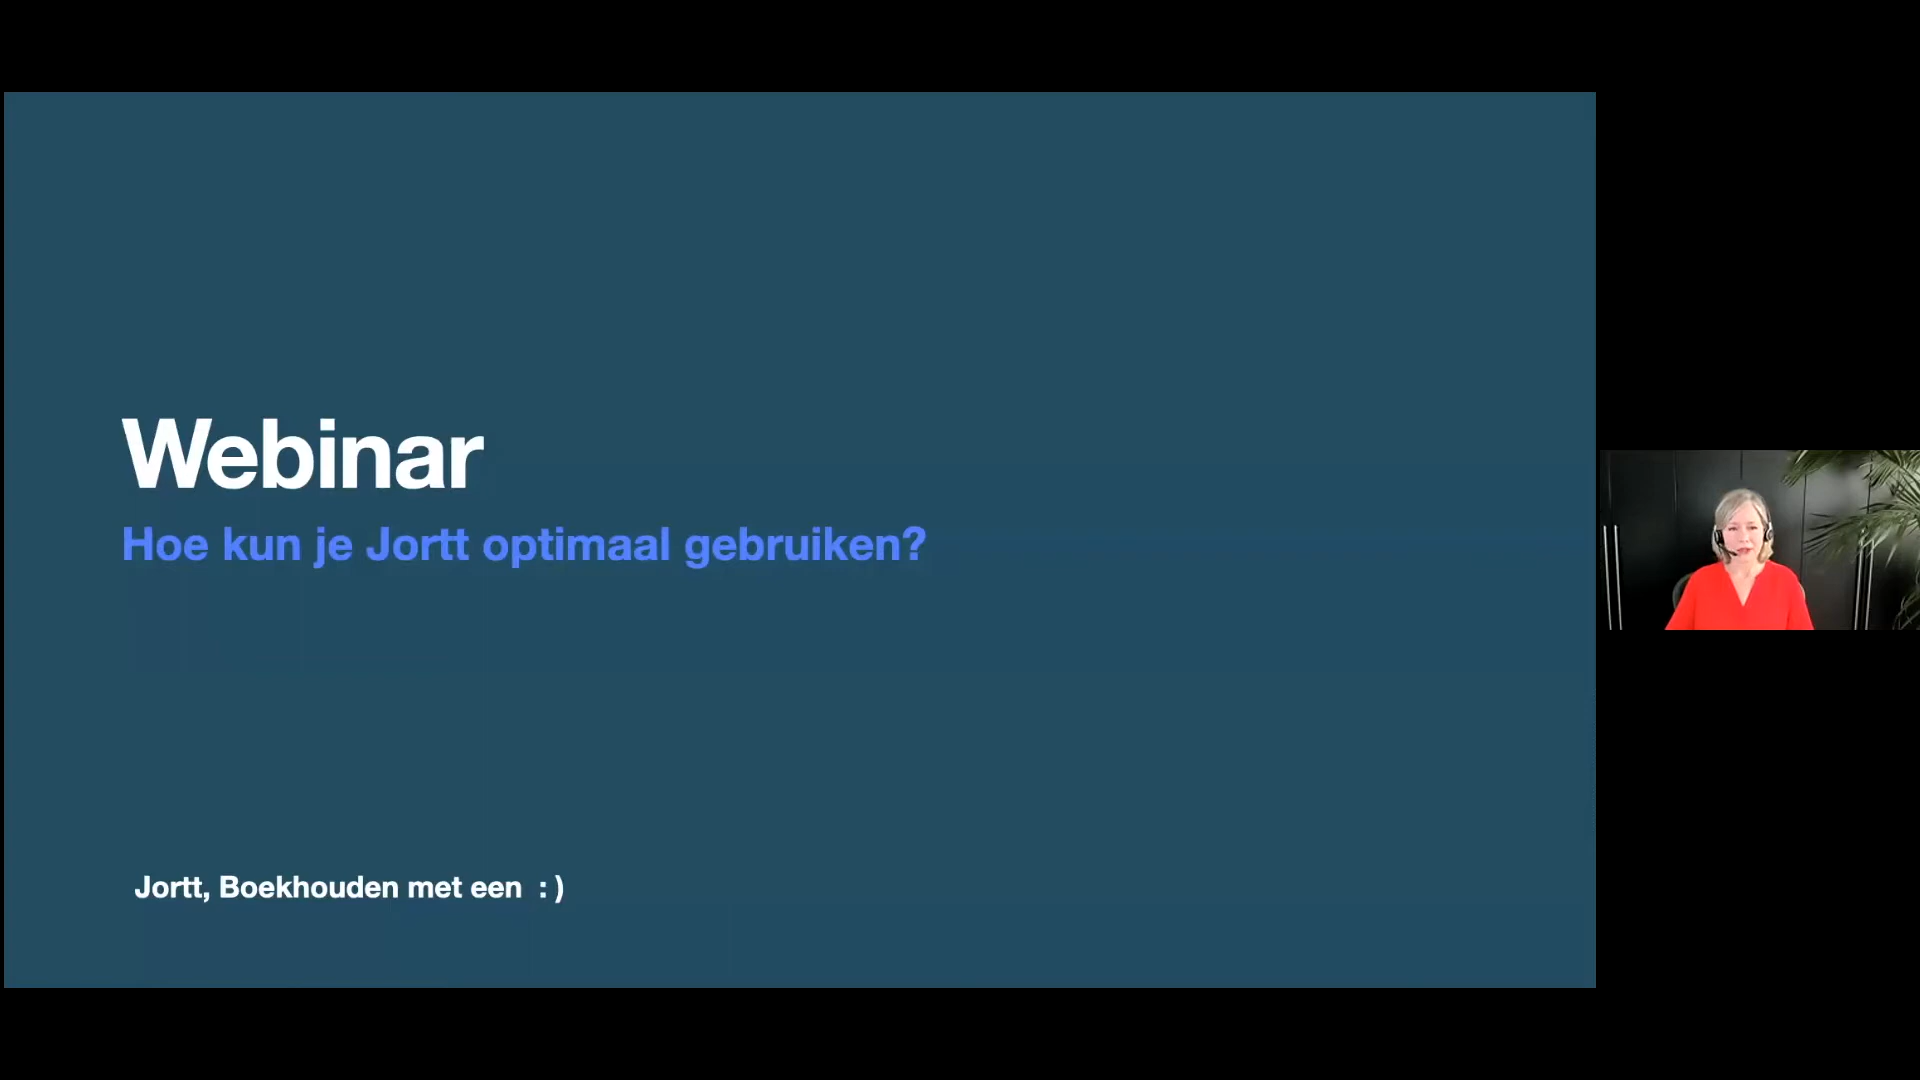 Webinar
Hoe kun je Jortt optimaal gebruiken?
Jortt, Boekhouden met een : )